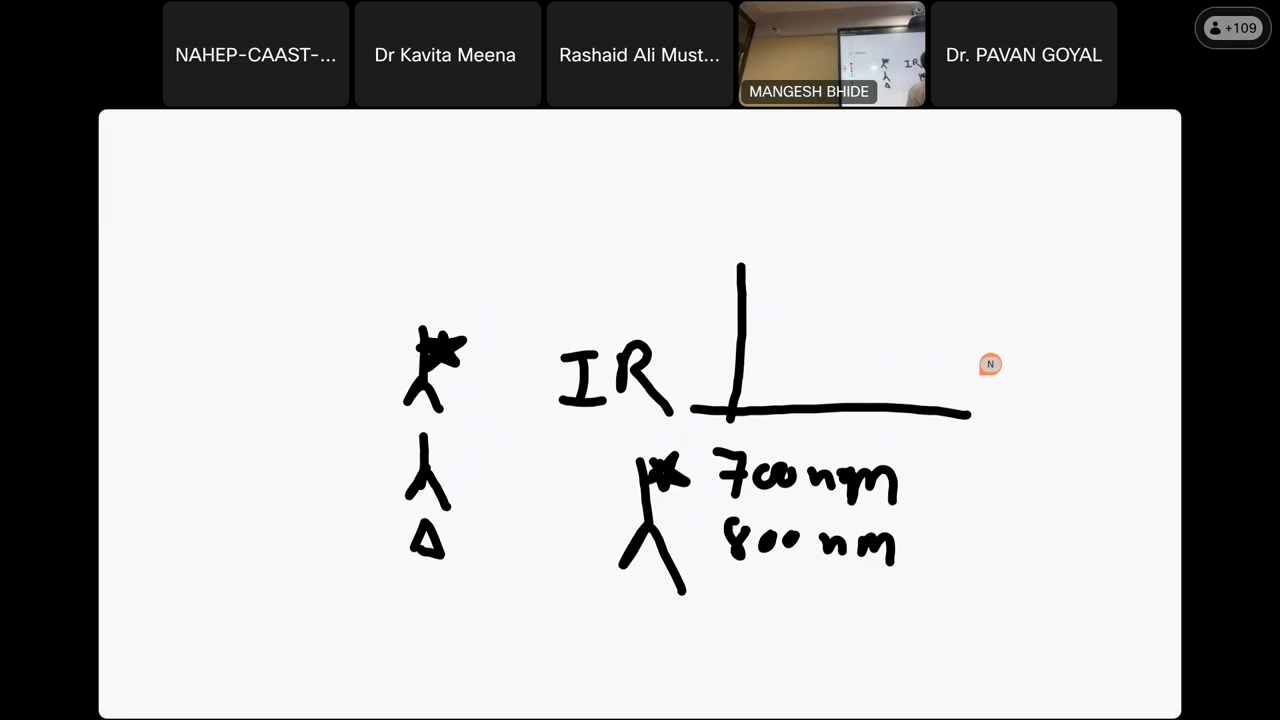 NAHEP-CAAST-...
Dr Kavita Meena
Rashaid Ali Must...
MANGESH BHIDE
Dr. PAVAN GOYAL
+109
IR
N
700 nm
800 nm